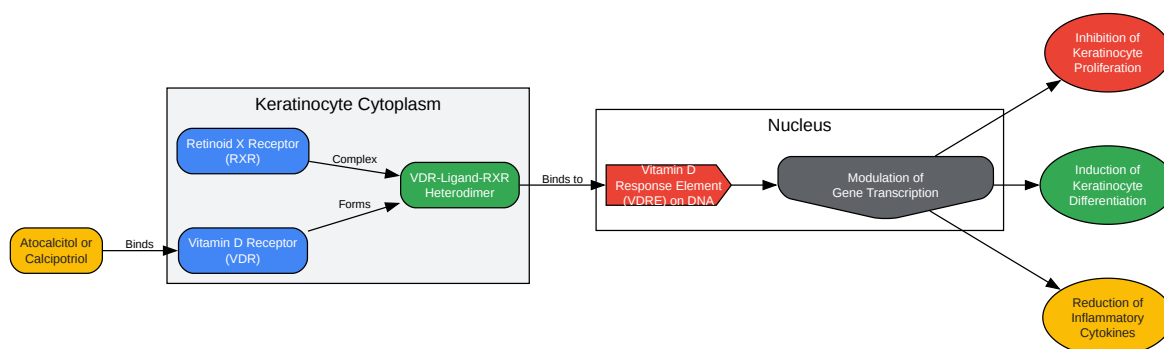 Atocalcitol or
Calcipotriol
Binds
Keratinocyte Cytoplasm
Retinoid X Receptor
(RXR)
Complex
Vitamin D Receptor
(VDR)
Forms
VDR-Ligand-RXR
Heterodimer
Binds to
Nucleus
Vitamin D
Response Element
(VDRE) on DNA
Modulation of
Gene Transcription
Inhibition of
Keratinocyte
Proliferation
Induction of
Keratinocyte
Differentiation
Reduction of
Inflammatory
Cytokines